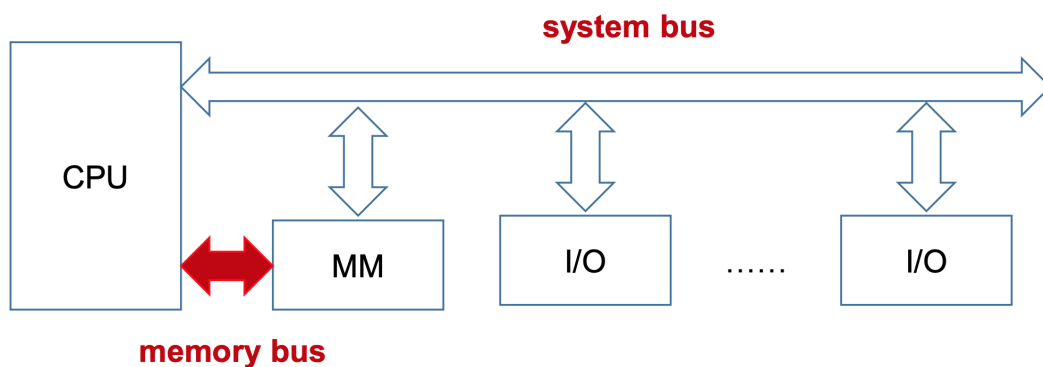 system bus
CPU
MM
I/O
......
I/O
memory bus